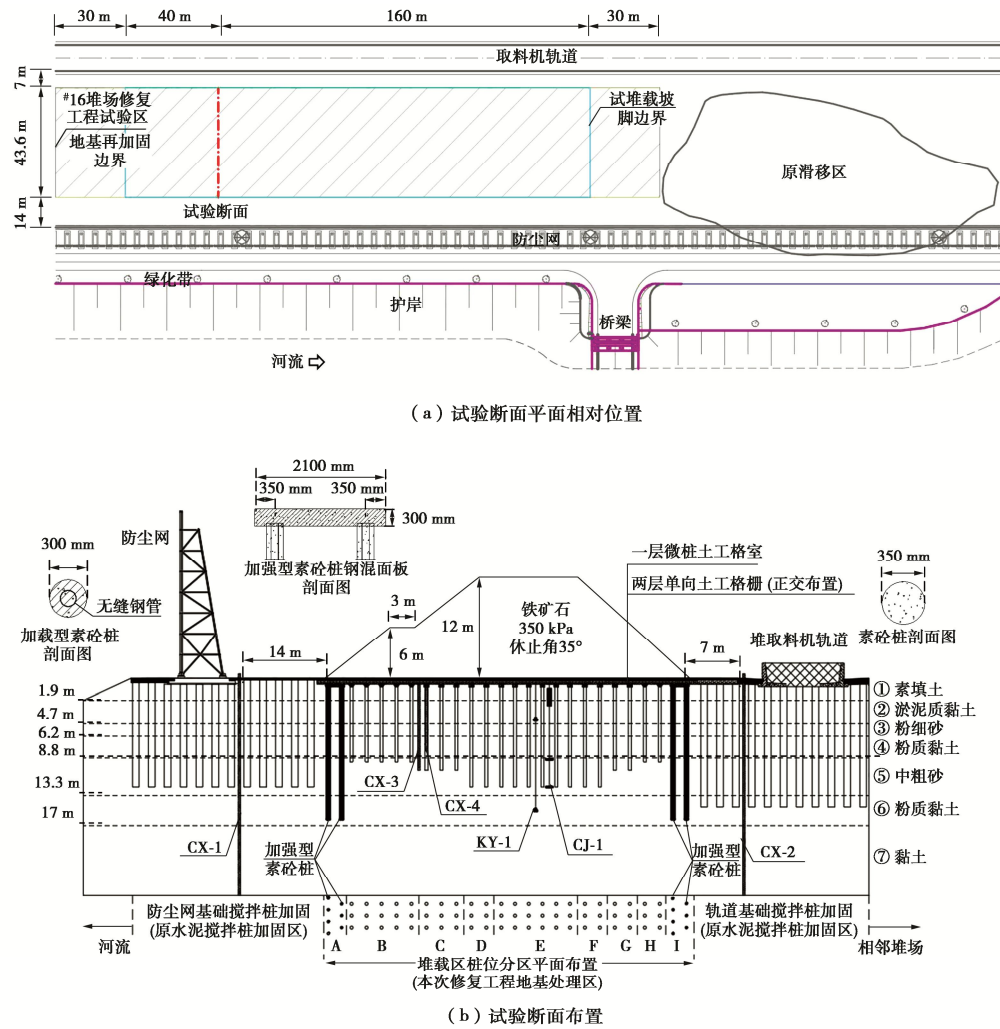 30 m
40 m
160 m
30 m
取料机轨道
7 m
#16堆场修复
工程试验区
地基再加固
边界
试堆载坡
脚边界
43.6 m
原滑移区
14 m
试验断面
防尘网
绿化带
护岸
桥梁
河流
(a)试验断面平面相对位置
2100 mm
350 mm
350 mm
300 mm
防尘网
300 mm
加强型素砼桩钢混面板
剖面图
一层微桩土工格室
350 mm
无缝钢管
两层单向土工格栅 (正交布置)
3 m
铁矿石
350 kPa
休止角35°
加载型素砼桩
剖面图
12 m
素砼桩剖面图
堆取料机轨道
14 m
6 m
7 m
1.9 m
① 素填土
4.7 m
② 淤泥质黏土
6.2 m
③ 粉细砂
8.8 m
④ 粉质黏土
13.3 m
CX-3
⑤ 中粗砂
CX-4
⑥ 粉质黏土
17 m
CX-1
加强型
素砼桩
KY-1
CJ-1
加强型
素砼桩
CX-2
⑦ 黏土
防尘网基础搅拌桩加固
(原水泥搅拌桩加固区)
轨道基础搅拌桩加固
(原水泥搅拌桩加固区)
河流
A B C D E F G H I
相邻堆场
堆载区桩位分区平面布置
(本次修复工程地基处理区)
(b)试验断面布置